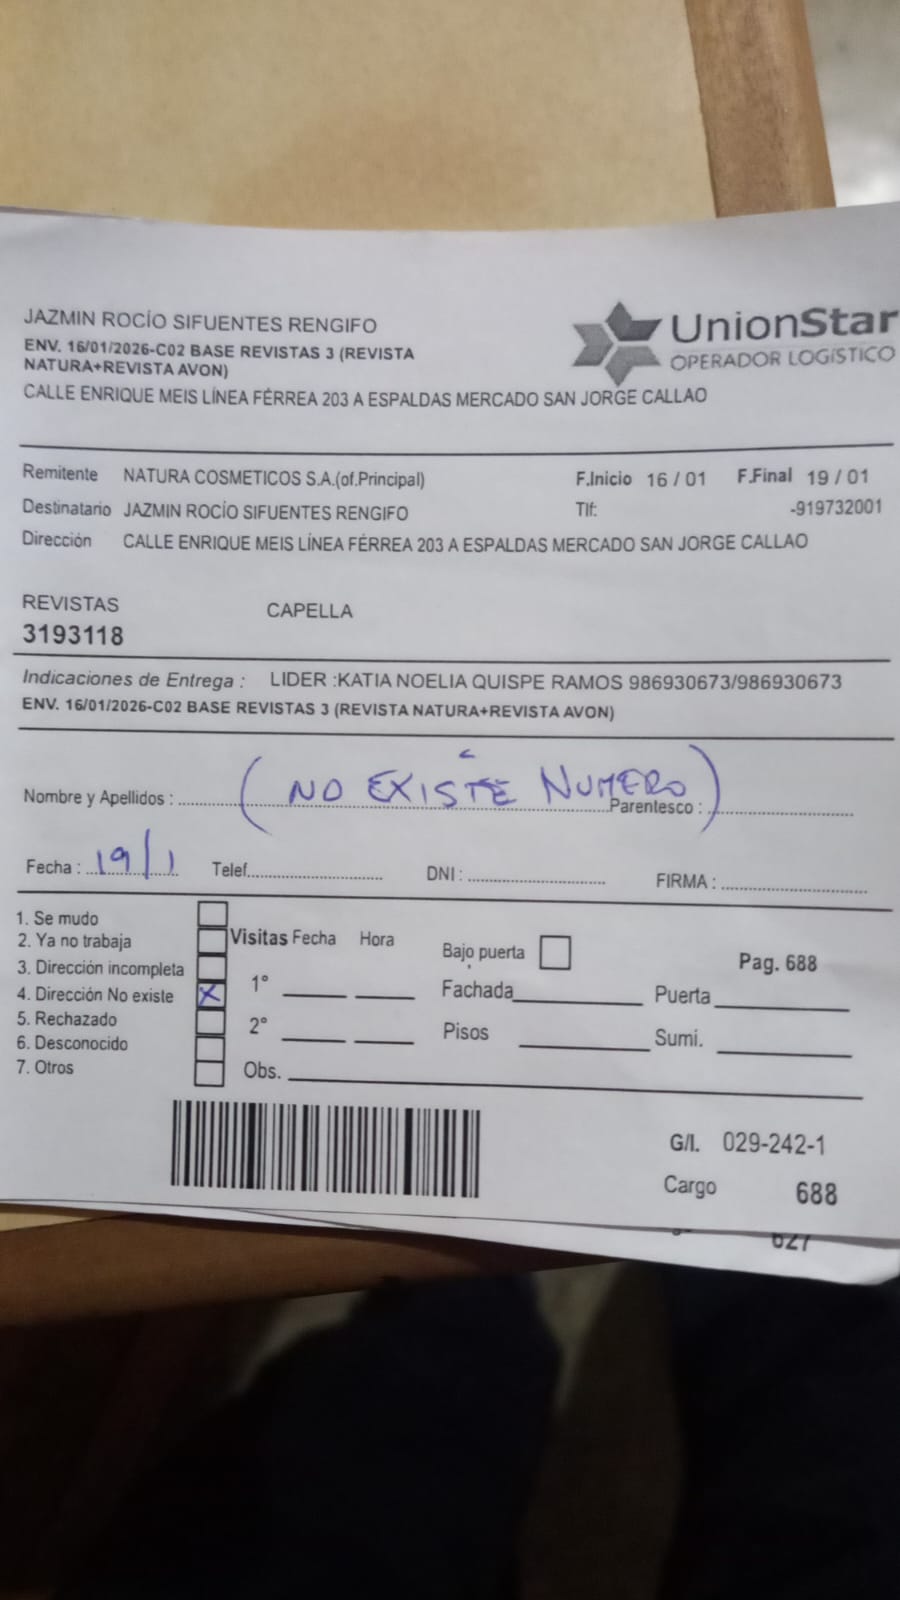 JAZMIN ROCÍO SIFUENTES RENGIFO
ENV. 16/01/2026-C02 BASE REVISTAS 3 (REVISTA
NATURA+REVISTA AVON)
CALLE ENRIQUE MEIS LÍNEA FÉRREA 203 A ESPALDAS MERCADO SAN JORGE CALLAO
UnionStar
OPERADOR LOGÍSTICO
Remitente NATURA COSMETICOS S.A.(of.Principal) F.Inicio 16 / 01 F.Final 19 / 01
Destinatario JAZMIN ROCÍO SIFUENTES RENGIFO Tlf: -919732001
Dirección CALLE ENRIQUE MEIS LÍNEA FÉRREA 203 A ESPALDAS MERCADO SAN JORGE CALLAO
REVISTAS CAPELLA
3193118
Indicaciones de Entrega : LIDER :KATIA NOELIA QUISPE RAMOS 986930673/986930673
ENV. 16/01/2026-C02 BASE REVISTAS 3 (REVISTA NATURA+REVISTA AVON)
(NO EXISTE NUMERO)
Nombre y Apellidos : Parentesco :
Fecha : 19/1 Telef. DNI : FIRMA :
1. Se mudo
2. Ya no trabaja
3. Dirección incompleta
4. Dirección No existe X
5. Rechazado
6. Desconocido
7. Otros
Visitas Fecha Hora
1°
2°
Obs.
Bajo puerta Pag. 688
Fachada Puerta
Pisos Sumi.
G/I. 029-242-1
Cargo 688
627